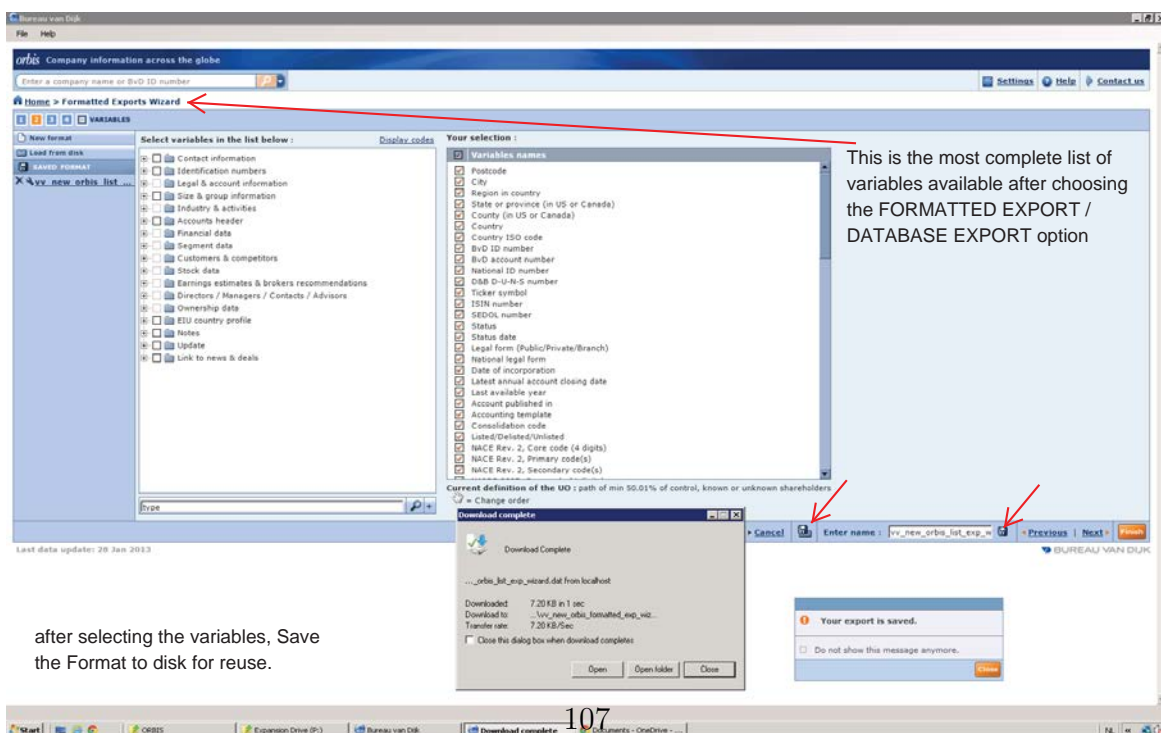 Bureau van Dijk
File Help
orbis Company information across the globe
Enter a company name or BvD ID number
Settings Help Contact us
Home > Formatted Exports Wizard
1 2 3 4 VARIABLES
New format
Load from disk
SAVED FORMAT
vv_new_orbis_list_...
Select variables in the list below : Display codes
Contact information
Identification numbers
Legal & account information
Size & group information
Industry & activities
Accounts header
Financial data
Segment data
Customers & competitors
Stock data
Earnings estimates & brokers recommendations
Directors / Managers / Contacts / Advisors
Ownership data
EIU country profile
Notes
Update
Link to news & deals
type
Your selection :
Variables names
Postcode
City
Region in country
State or province (in US or Canada)
County (in US or Canada)
Country
Country ISO code
BvD ID number
BvD account number
National ID number
D&B D-U-N-S number
Ticker symbol
ISIN number
SEDOL number
Status
Status date
Legal form (Public/Private/Branch)
National legal form
Date of incorporation
Latest annual account closing date
Last available year
Account published in
Accounting template
Consolidation code
Listed/Delisted/Unlisted
NACE Rev. 2, Core code (4 digits)
NACE Rev. 2, Primary code(s)
NACE Rev. 2, Secondary code(s)
This is the most complete list of
variables available after choosing
the FORMATTED EXPORT /
DATABASE EXPORT option
Current definition of the UO : path of min 50.01% of control, known or unknown shareholders
= Change order
Cancel Enter name : vv_new_orbis_list_exp_w Previous | Next Finish
Last data update: 28 Jan 2013
BUREAU VAN DIJK
Download complete
Download Complete
..._orbis_list_exp_wizard.dat from localhost
Downloaded: 7.20 KB in 1 sec
Download to: ...\vv_new_orbis_formatted_exp_wiz...
Transfer rate: 7.20 KB/Sec
Close this dialog box when download completes
Open Open folder Close
Your export is saved.
Do not show this message anymore.
Close
after selecting the variables, Save
the Format to disk for reuse.
107
Start ORBIS Expansion Drive (P:) Bureau van Dijk Download complete Documents - OneDrive - ... NL